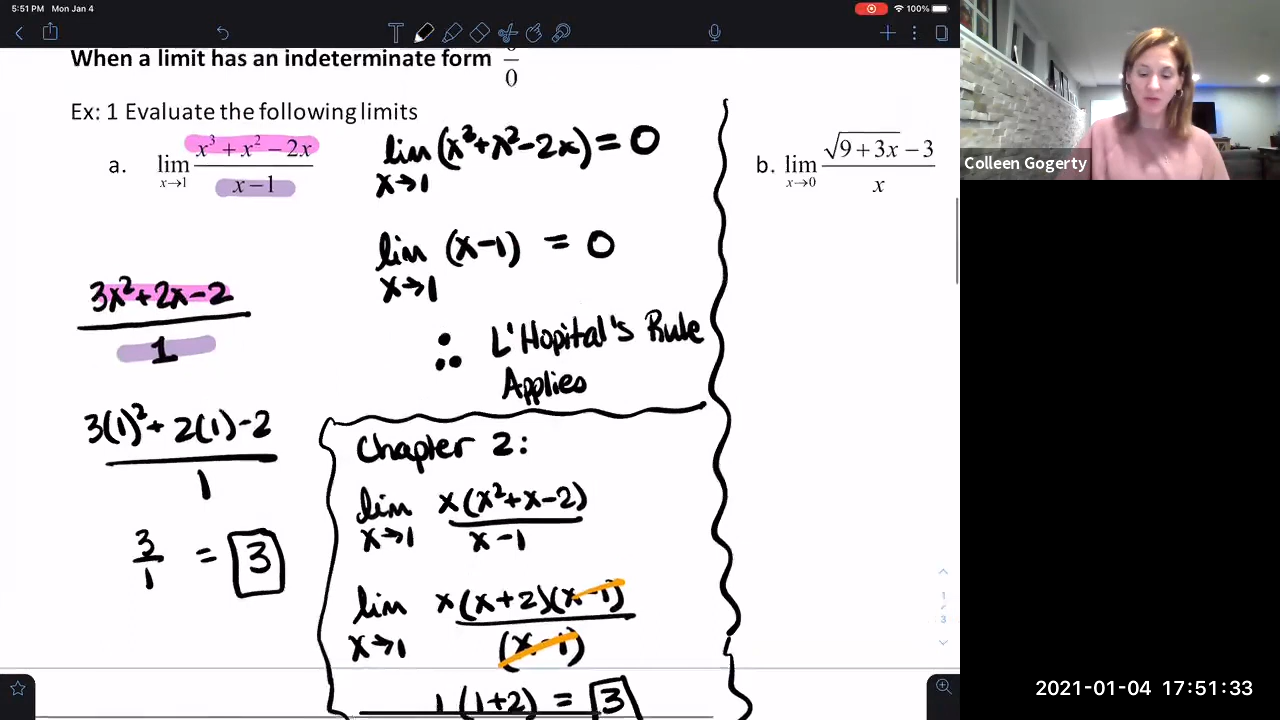 5:51 PM Mon Jan 4
100%
When a limit has an indeterminate form 0/0
Ex: 1 Evaluate the following limits
a. lim x→1 (x³ + x² − 2x)/(x − 1)
lim x→1 (x³+x²-2x) = 0
lim x→1 (x-1) = 0
∴ L'Hopital's Rule
Applies
(3x²+2x-2)/1
(3(1)²+2(1)-2)/1
3/1 = 3
Chapter 2:
lim x→1 x(x²+x-2)/(x-1)
lim x→1 x(x+2)(x-1)/(x-1)
1(1+2) = 3
b. lim x→0 (√(9+3x) − 3)/x
1/3
Colleen Gogerty
2021-01-04 17:51:33